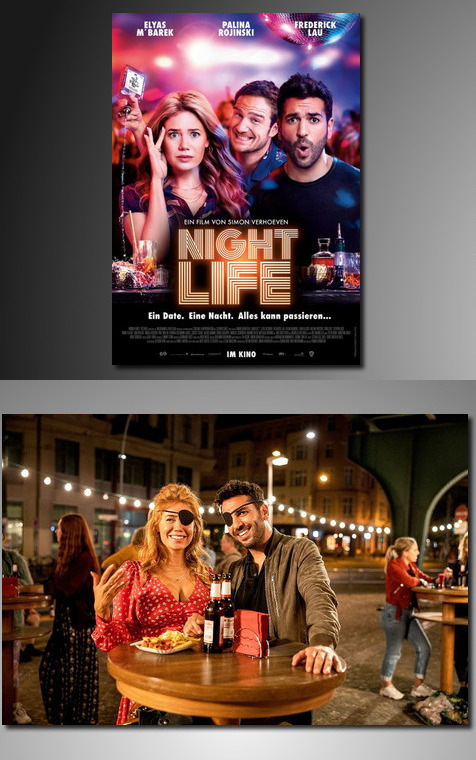 ELYAS PALINA FREDERICK
M'BAREK ROJINSKI LAU
EIN FILM VON SIMON VERHOEVEN
NIGHT
LIFE
Ein Date. Eine Nacht. Alles kann passieren...
IM KINO